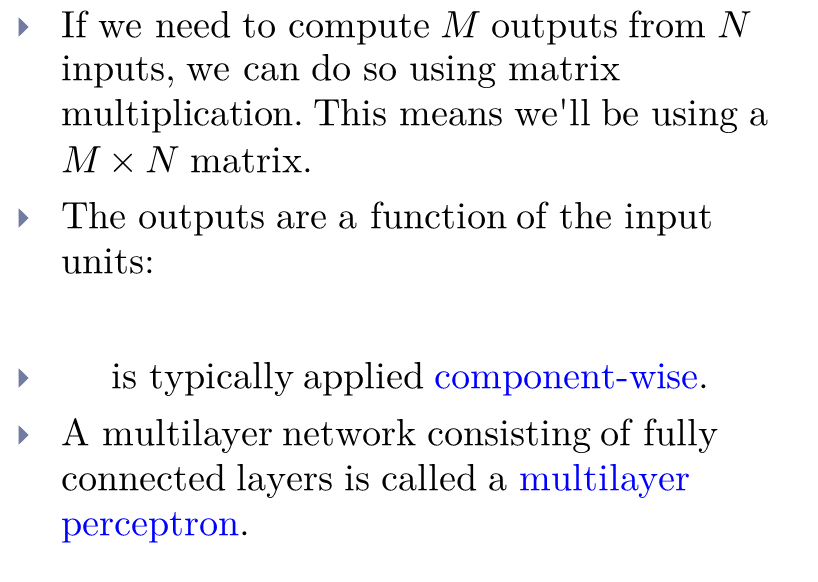 If we need to compute M outputs from N
inputs, we can do so using matrix
multiplication. This means we'll be using a
M × N matrix.
The outputs are a function of the input
units:
is typically applied component-wise.
A multilayer network consisting of fully
connected layers is called a multilayer
perceptron.